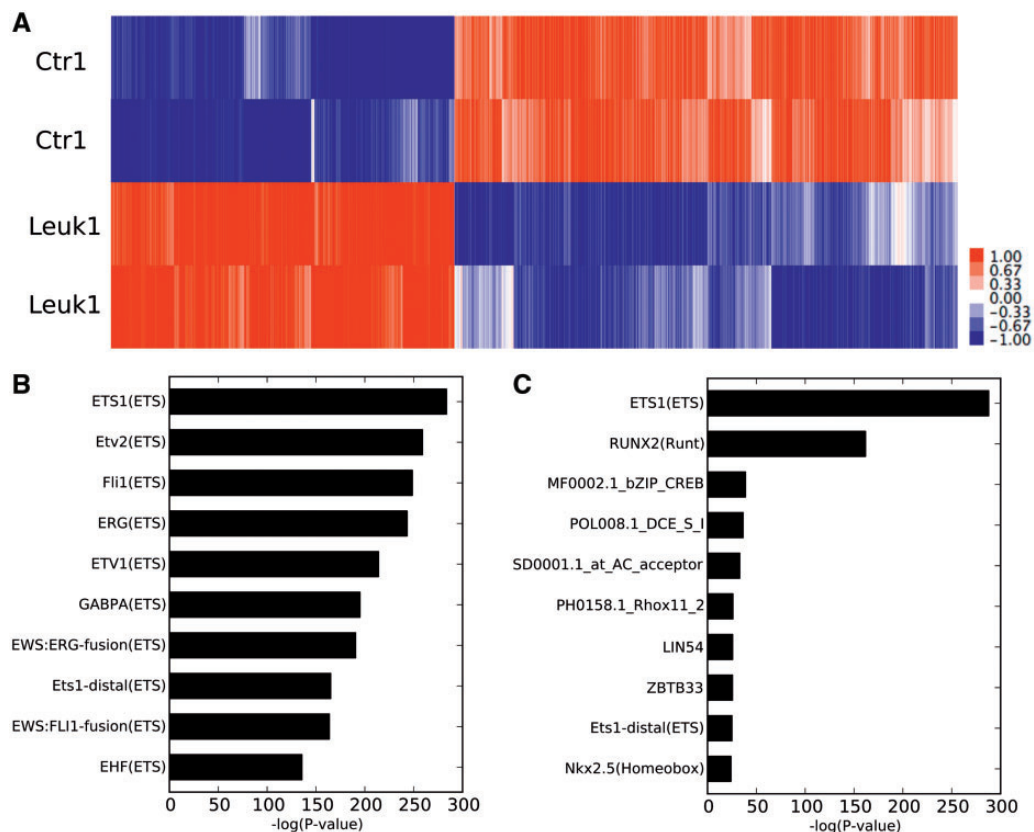 A
Ctr1
Ctr1
Leuk1
Leuk1
1.00
0.67
0.33
0.00
−0.33
−0.67
−1.00
B
ETS1(ETS)
Etv2(ETS)
Fli1(ETS)
ERG(ETS)
ETV1(ETS)
GABPA(ETS)
EWS:ERG-fusion(ETS)
Ets1-distal(ETS)
EWS:FLI1-fusion(ETS)
EHF(ETS)
0 50 100 150 200 250 300
-log(P-value)
C
ETS1(ETS)
RUNX2(Runt)
MF0002.1_bZIP_CREB
POL008.1_DCE_S_I
SD0001.1_at_AC_acceptor
PH0158.1_Rhox11_2
LIN54
ZBTB33
Ets1-distal(ETS)
Nkx2.5(Homeobox)
0 50 100 150 200 250 300
-log(P-value)